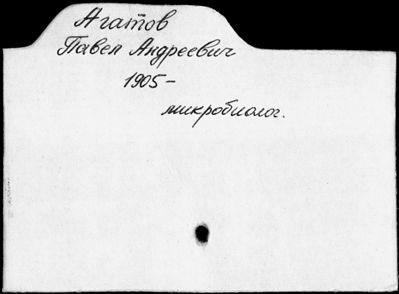 Агатов
Павел Андреевич
1905-
микробиолог.